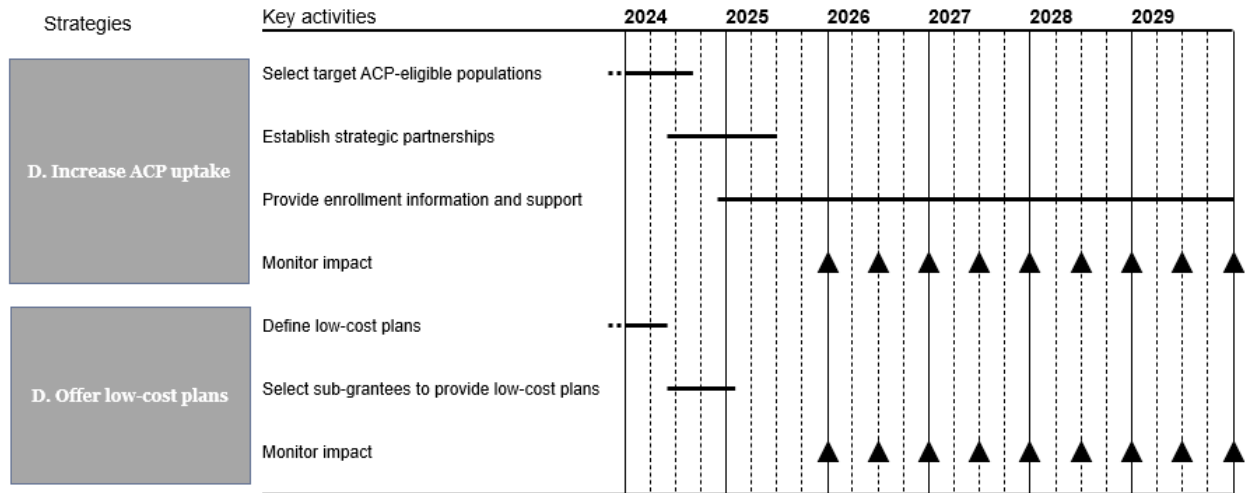 Strategies
Key activities
2024 2025 2026 2027 2028 2029
D. Increase ACP uptake
Select target ACP-eligible populations
Establish strategic partnerships
Provide enrollment information and support
Monitor impact
D. Offer low-cost plans
Define low-cost plans
Select sub-grantees to provide low-cost plans
Monitor impact